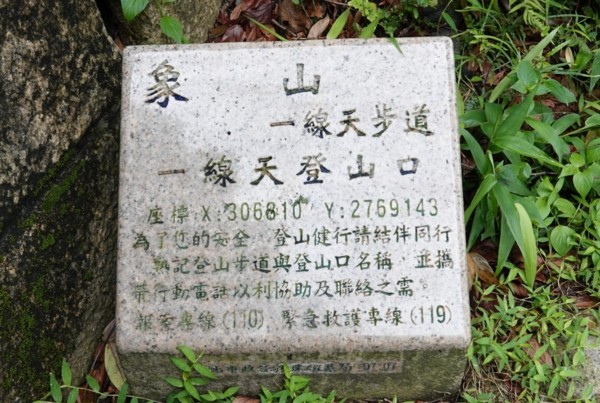 象山
一線天步道
一線天登山口
座標:X:306810 Y:2769143
為了您的安全 登山健行請結伴同行
熟記登山步道與登山口名稱 並攜
帶行動電話以利協助及聯絡之需
報案專線(110) 緊急救護專線(119)